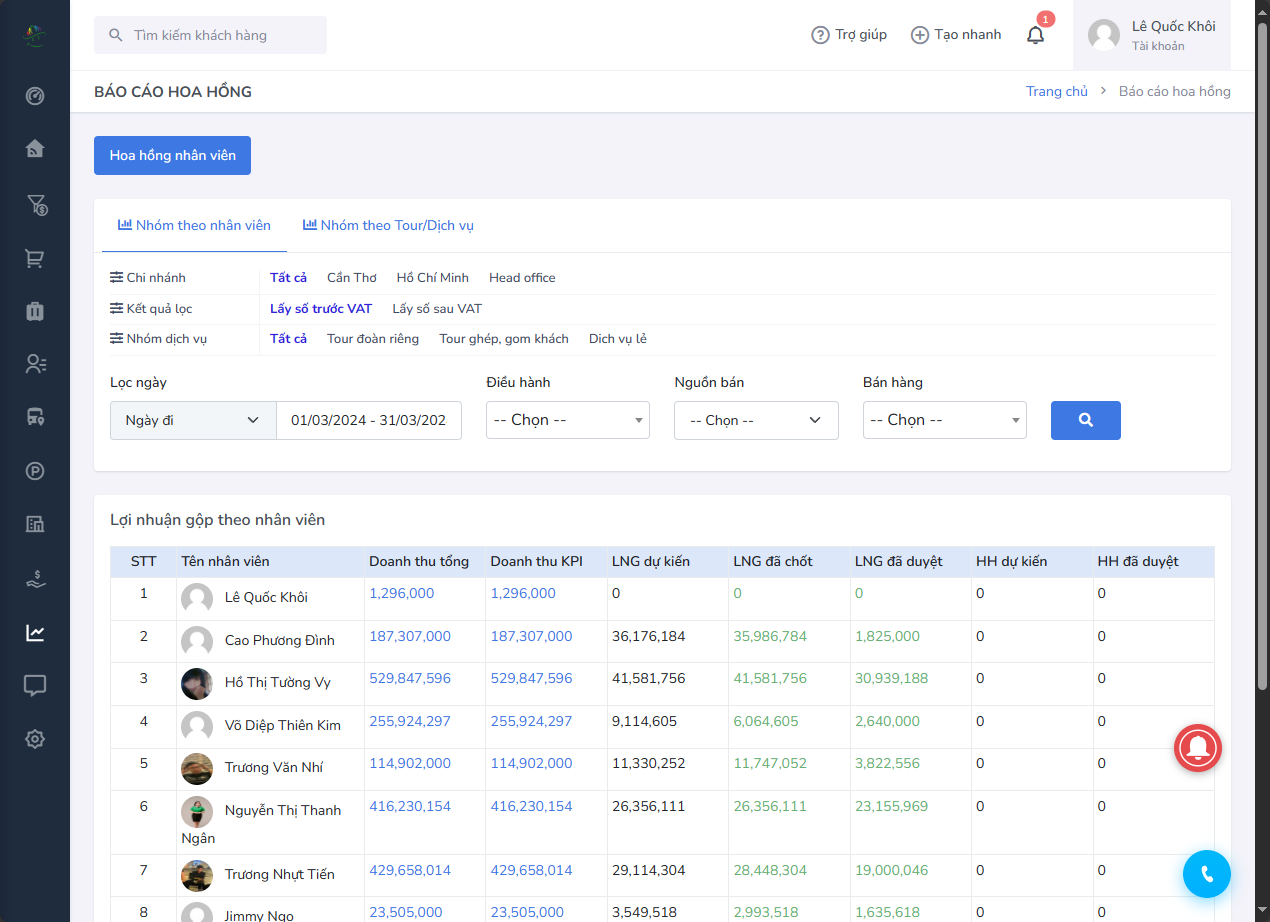 Tìm kiếm khách hàng
Trợ giúp
Tạo nhanh
1
Lê Quốc Khôi
Tài khoản
BÁO CÁO HOA HỒNG
Trang chủ > Báo cáo hoa hồng
Hoa hồng nhân viên
Nhóm theo nhân viên Nhóm theo Tour/Dịch vụ
Chi nhánh Tất cả Cần Thơ Hồ Chí Minh Head office
Kết quả lọc Lấy số trước VAT Lấy số sau VAT
Nhóm dịch vụ Tất cả Tour đoàn riêng Tour ghép, gom khách Dich vụ lẻ
Lọc ngày Điều hành Nguồn bán Bán hàng
Ngày đi 01/03/2024 - 31/03/202 -- Chọn -- -- Chọn -- -- Chọn --
Lợi nhuận gộp theo nhân viên
STT Tên nhân viên Doanh thu tổng Doanh thu KPI LNG dự kiến LNG đã chốt LNG đã duyệt HH dự kiến HH đã duyệt
1 Lê Quốc Khôi 1,296,000 1,296,000 0 0 0 0 0
2 Cao Phương Đình 187,307,000 187,307,000 36,176,184 35,986,784 1,825,000 0 0
3 Hồ Thị Tường Vy 529,847,596 529,847,596 41,581,756 41,581,756 30,939,188 0 0
4 Võ Diệp Thiên Kim 255,924,297 255,924,297 9,114,605 6,064,605 2,640,000 0 0
5 Trương Văn Nhí 114,902,000 114,902,000 11,330,252 11,747,052 3,822,556 0 0
6 Nguyễn Thị Thanh Ngân 416,230,154 416,230,154 26,356,111 26,356,111 23,155,969 0 0
7 Trương Nhựt Tiến 429,658,014 429,658,014 29,114,304 28,448,304 19,000,046 0 0
8 Jimmy Ngo 23,505,000 23,505,000 3,549,518 2,993,518 1,635,618 0 0